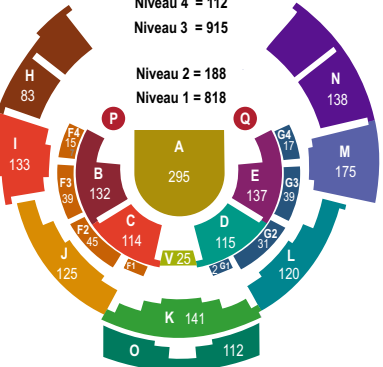 Niveau 4 = 112
Niveau 3 = 915
Niveau 2 = 188
Niveau 1 = 818
H
83
N
138
P
Q
I
133
M
175
F4
15
G4
17
A
295
B
132
E
137
F3
39
G3
39
C
114
D
115
F2
45
G2
31
V 25
F1
2 G1
J
125
L
120
K 141
O 112